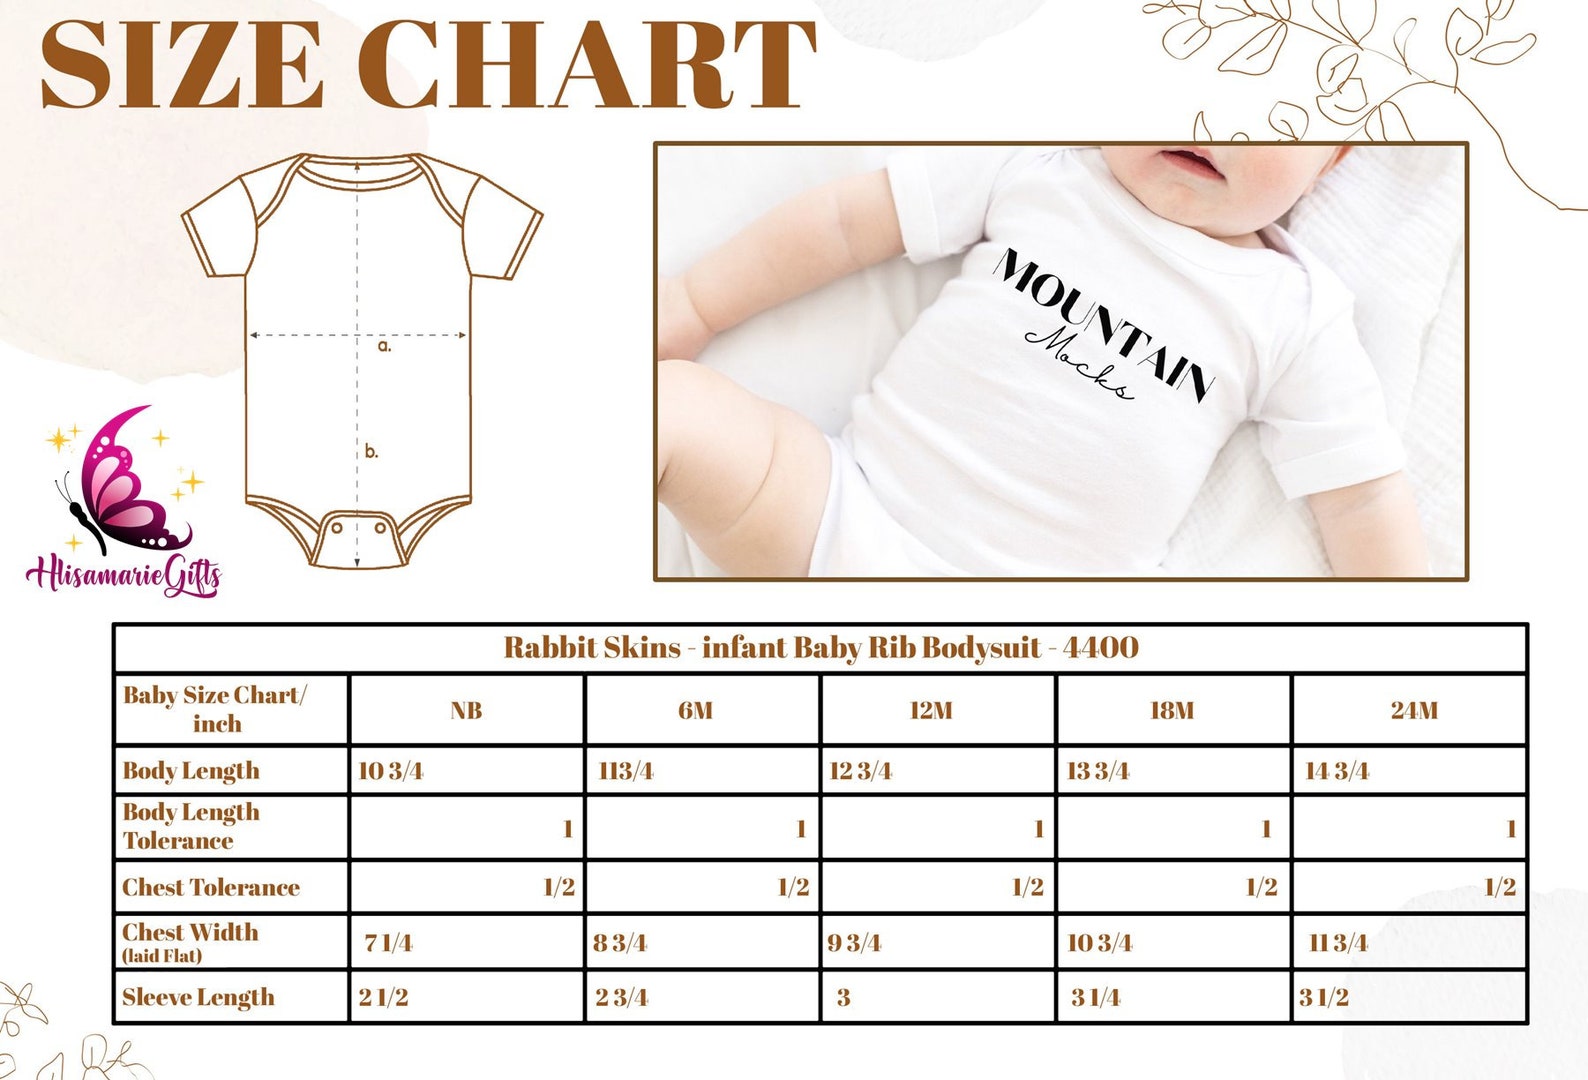 SIZE CHART
a.
b.
MOUNTAIN
Mocks
HlisamarieGifts
Rabbit Skins - infant Baby Rib Bodysuit - 4400
Baby Size Chart/
inch
NB
6M
12M
18M
24M
Body Length
10 3/4
113/4
12 3/4
13 3/4
14 3/4
Body Length
Tolerance
1
1
1
1
1
Chest Tolerance
1/2
1/2
1/2
1/2
1/2
Chest Width
(laid Flat)
7 1/4
8 3/4
9 3/4
10 3/4
11 3/4
Sleeve Length
2 1/2
2 3/4
3
3 1/4
3 1/2